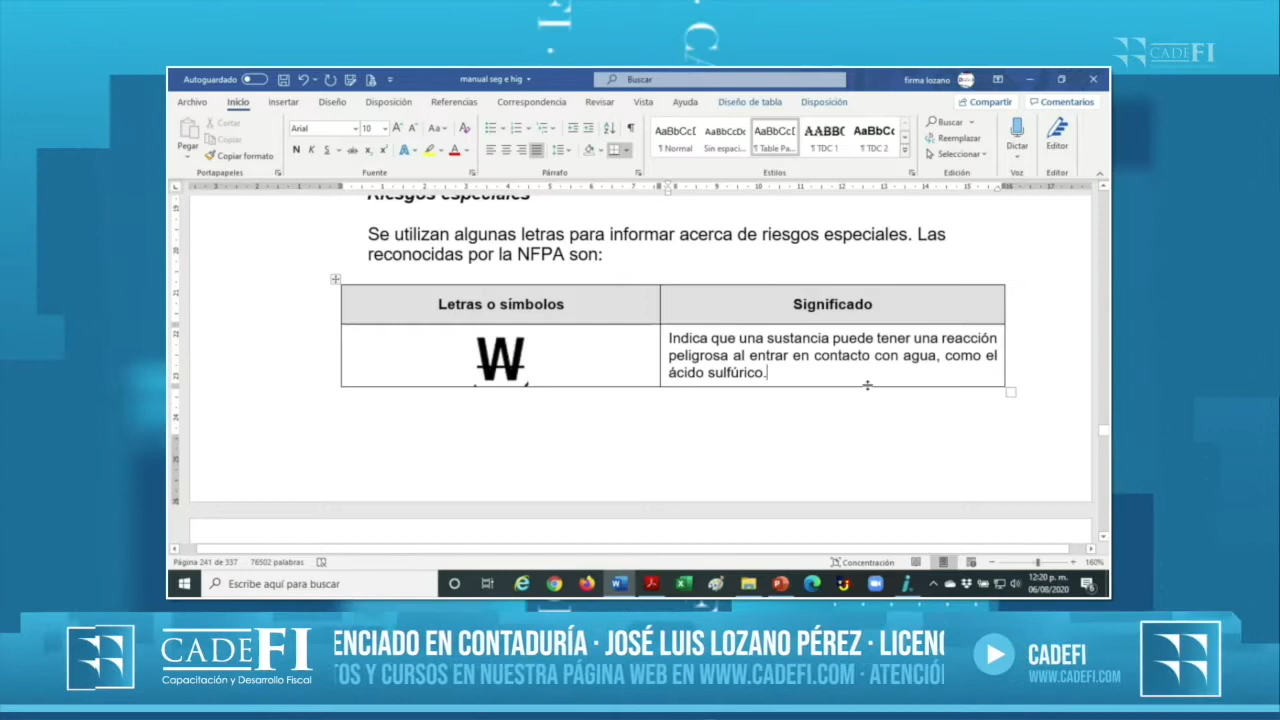 CADEFI
Autoguardado
manual seg e hig
Buscar
firma lozano
Archivo Inicio Insertar Diseño Disposición Referencias Correspondencia Revisar Vista Ayuda Diseño de tabla Disposición Compartir Comentarios
Pegar
Cortar
Copiar
Copiar formato
Portapapeles
Arial 10
N K S
Fuente
Párrafo
AaBbCcD AaBbCcDc AaBbCcD AABBC AaBbCc
¶ Normal Sin espaci... ¶ Table Pa... ¶ TDC 1 ¶ TDC 2
Estilos
Buscar
Reemplazar
Seleccionar
Edición
Dictar
Voz
Editor
Editor
Riesgos especiales
Se utilizan algunas letras para informar acerca de riesgos especiales. Las
reconocidas por la NFPA son:
Letras o símbolos Significado
W
Indica que una sustancia puede tener una reacción
peligrosa al entrar en contacto con agua, como el
ácido sulfúrico.
Página 241 de 337 76502 palabras Concentración 160%
Escribe aquí para buscar
12:20 p. m.
06/08/2020
CADEFI
Capacitación y Desarrollo Fiscal
ENCIADO EN CONTADURÍA · JOSÉ LUIS LOZANO PÉREZ · LICENC
TOS Y CURSOS EN NUESTRA PÁGINA WEB EN WWW.CADEFI.COM · ATENCIÓN
CADEFI
WWW.CADEFI.COM